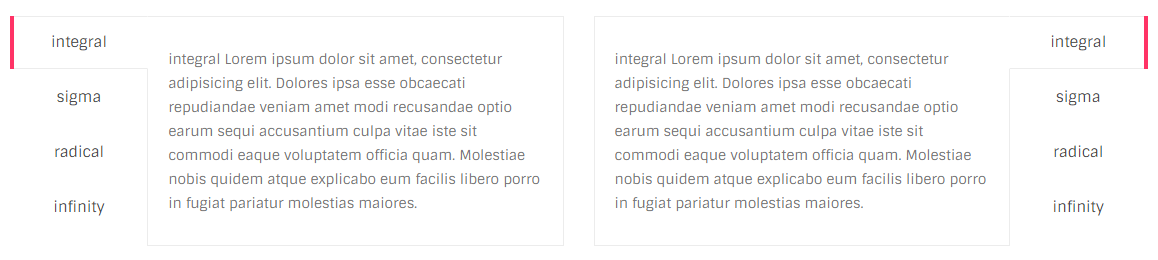 integral
sigma
radical
infinity
integral Lorem ipsum dolor sit amet, consectetur
adipisicing elit. Dolores ipsa esse obcaecati
repudiandae veniam amet modi recusandae optio
earum sequi accusantium culpa vitae iste sit
commodi eaque voluptatem officia quam. Molestiae
nobis quidem atque explicabo eum facilis libero porro
in fugiat pariatur molestias maiores.
integral Lorem ipsum dolor sit amet, consectetur
adipisicing elit. Dolores ipsa esse obcaecati
repudiandae veniam amet modi recusandae optio
earum sequi accusantium culpa vitae iste sit
commodi eaque voluptatem officia quam. Molestiae
nobis quidem atque explicabo eum facilis libero porro
in fugiat pariatur molestias maiores.
integral
sigma
radical
infinity